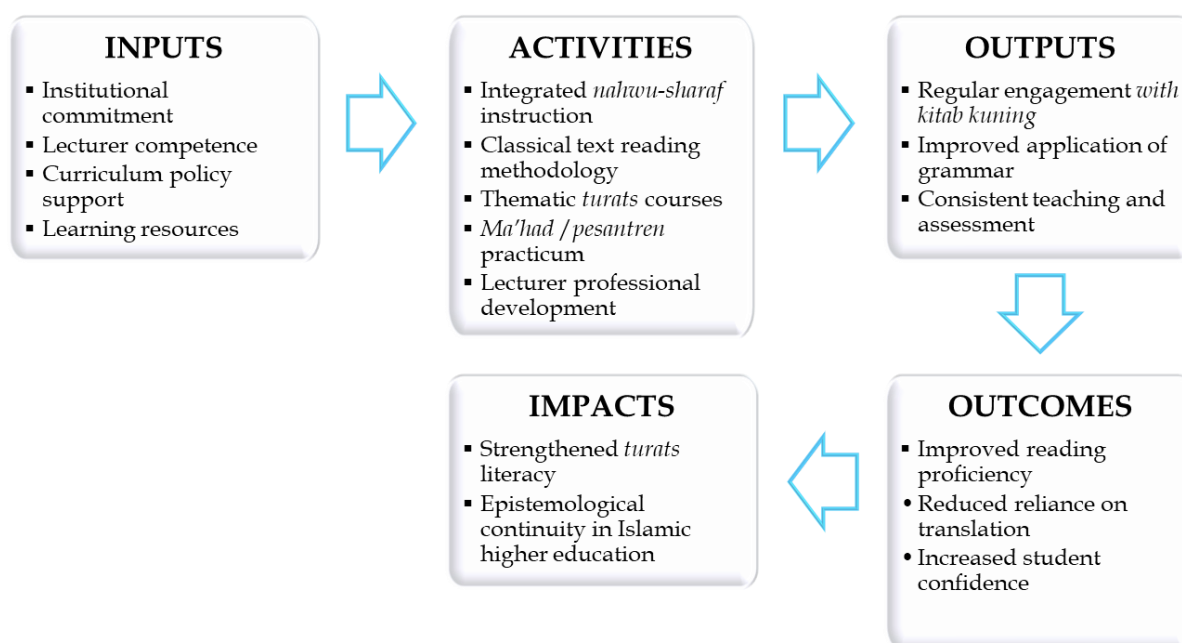 INPUTS
▪ Institutional
commitment
▪ Lecturer competence
▪ Curriculum policy
support
▪ Learning resources
ACTIVITIES
▪ Integrated nahwu-sharaf
instruction
▪ Classical text reading
methodology
▪ Thematic turats courses
▪ Ma'had / pesantren
practicum
▪ Lecturer professional
development
OUTPUTS
▪ Regular engagement with
kitab kuning
▪ Improved application of
grammar
▪ Consistent teaching and
assessment
OUTCOMES
▪ Improved reading
proficiency
• Reduced reliance on
translation
• Increased student
confidence
IMPACTS
▪ Strengthened turats
literacy
▪ Epistemological
continuity in Islamic
higher education